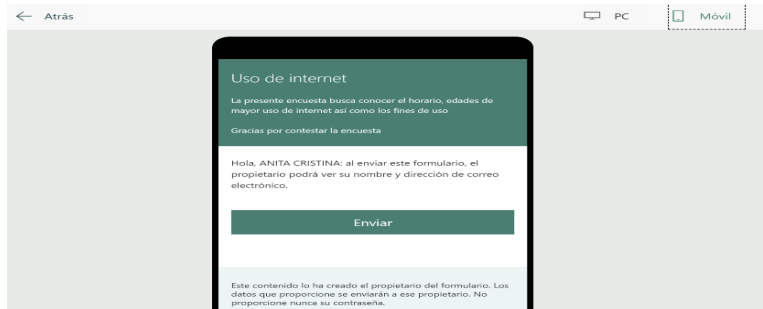 Atrás
PC
Móvil
Uso de internet
La presente encuesta busca conocer el horario, edades de
mayor uso de internet así como los fines de uso
Gracias por contestar la encuesta
Hola, ANITA CRISTINA: al enviar este formulario, el
propietario podrá ver su nombre y dirección de correo
electrónico.
Enviar
Este contenido lo ha creado el propietario del formulario. Los
datos que proporcione se enviarán a ese propietario. No
proporcione nunca su contraseña.